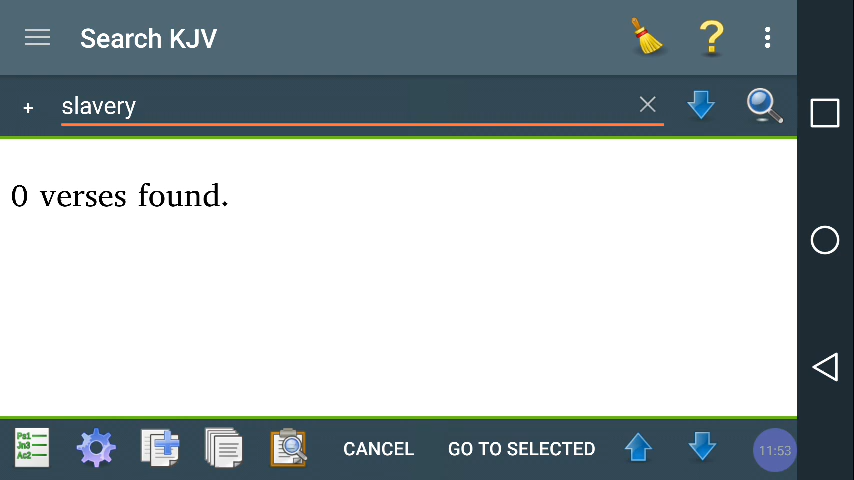 Search KJV
?
+ slavery
0 verses found.
Ps1
Jn3
Ac2
CANCEL GO TO SELECTED
11:53